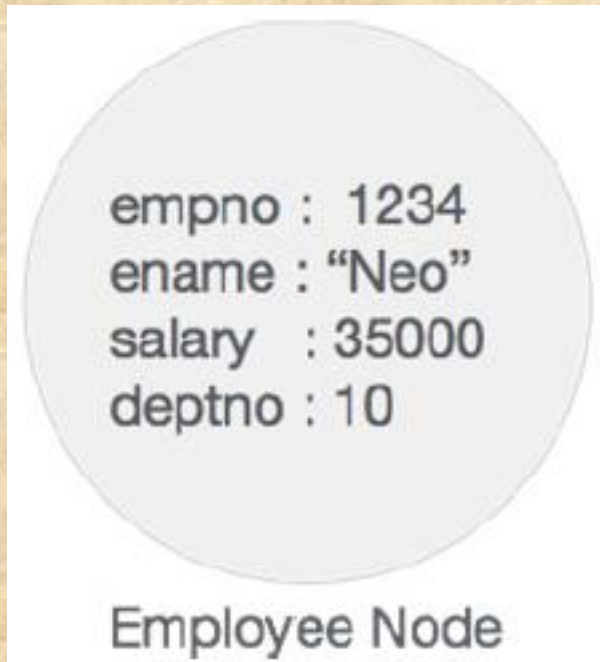 empno : 1234
ename : “Neo”
salary : 35000
deptno : 10
Employee Node